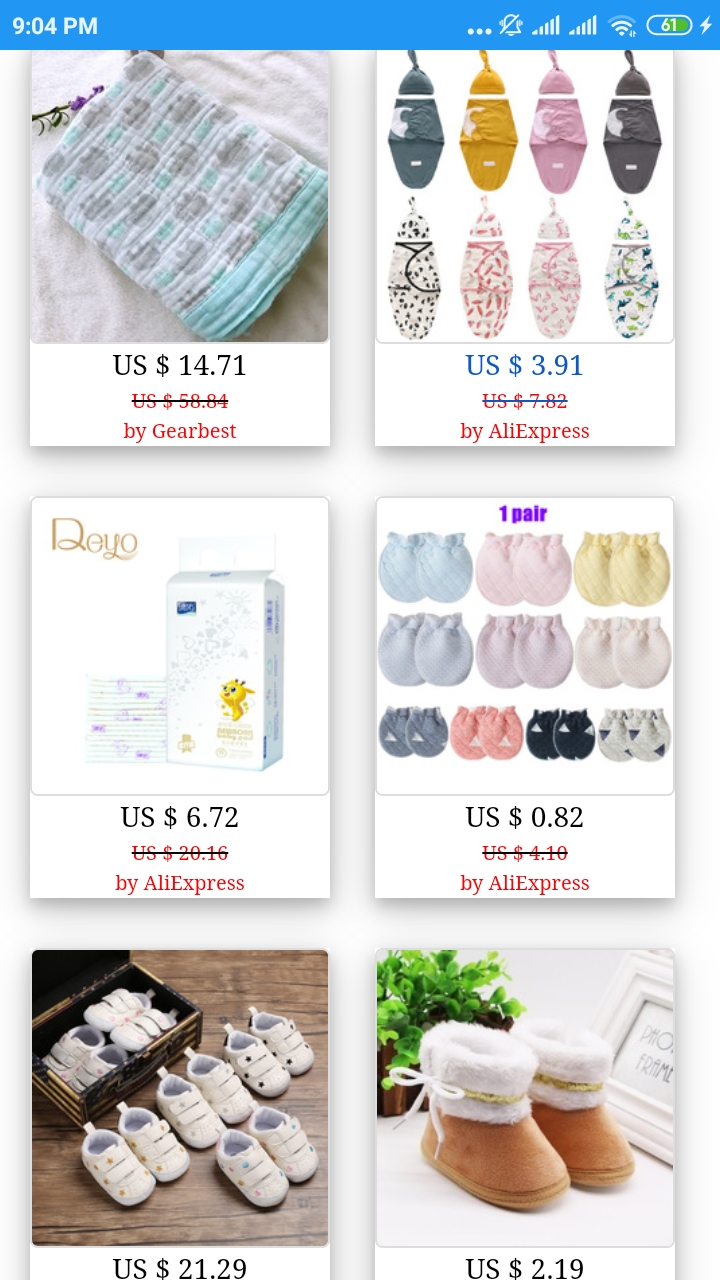 9:04 PM
61
US $ 14.71
US $ 58.84
by Gearbest
US $ 3.91
US $ 7.82
by AliExpress
Deyo
US $ 6.72
US $ 20.16
by AliExpress
1 pair
US $ 0.82
US $ 4.10
by AliExpress
US $ 21.29
PHO
FRAME
US $ 2.19